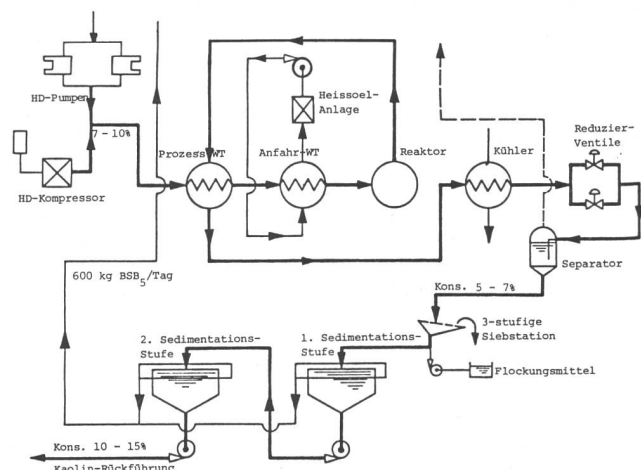 HD-Pumpen
7 - 10%
HD-Kompressor
Prozess-WT
Anfahr-WT
Heissoel-
Anlage
Reaktor
Kühler
Reduzier-
Ventile
Separator
600 kg BSB5/Tag
Kons. 5 - 7%
3-stufige
Siebstation
Flockungsmittel
2. Sedimentations-
Stufe
1. Sedimentations-
Stufe
Kons. 10 - 15%
Kaolin-Rückführung